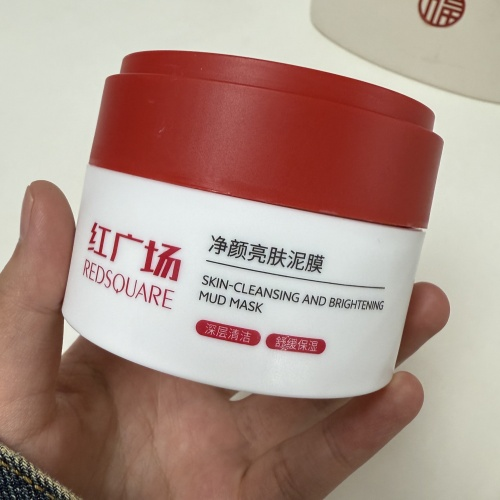 福
红广场
REDSQUARE
净颜亮肤泥膜
SKIN-CLEANSING AND BRIGHTENING
MUD MASK
深层清洁
舒缓保湿